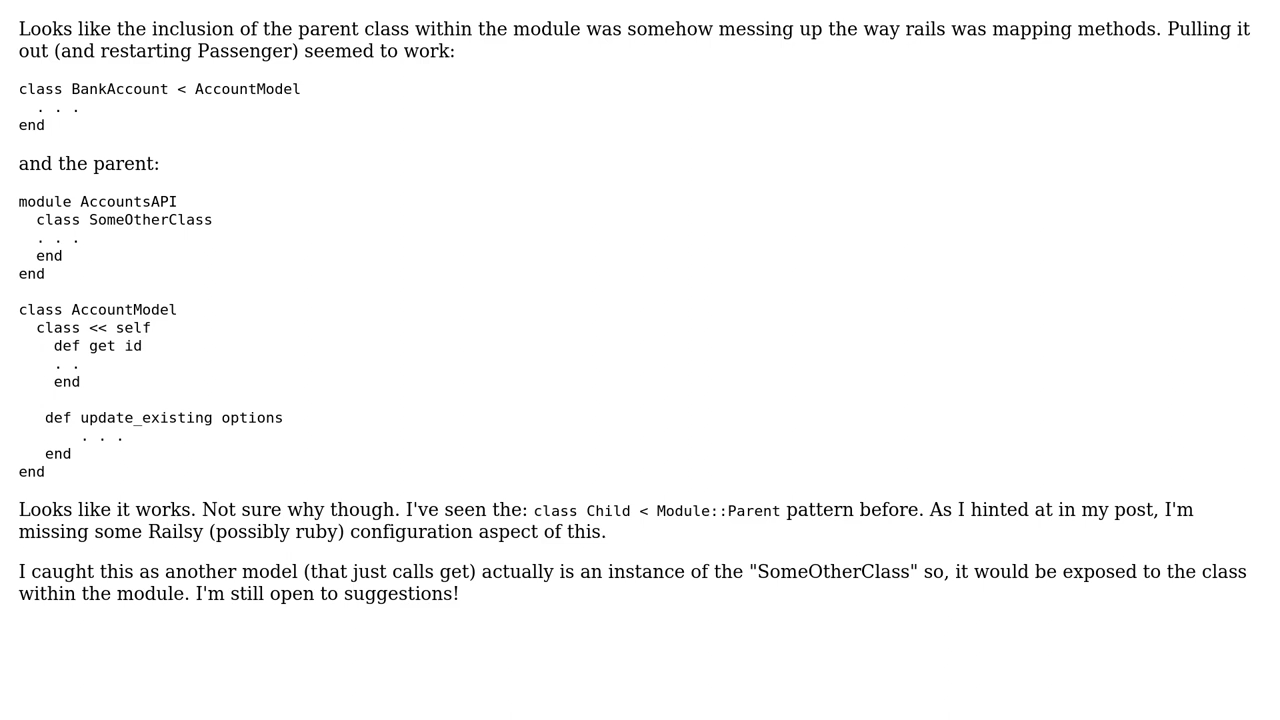 Looks like the inclusion of the parent class within the module was somehow messing up the way rails was mapping methods. Pulling it
out (and restarting Passenger) seemed to work:
class BankAccount < AccountModel
  . . .
end
and the parent:
module AccountsAPI
  class SomeOtherClass
  . . .
  end
end
class AccountModel
  class << self
    def get id
    . .
    end
   def update_existing options
       . . .
   end
end
Looks like it works. Not sure why though. I've seen the: class Child < Module::Parent pattern before. As I hinted at in my post, I'm
missing some Railsy (possibly ruby) configuration aspect of this.
I caught this as another model (that just calls get) actually is an instance of the "SomeOtherClass" so, it would be exposed to the class
within the module. I'm still open to suggestions!